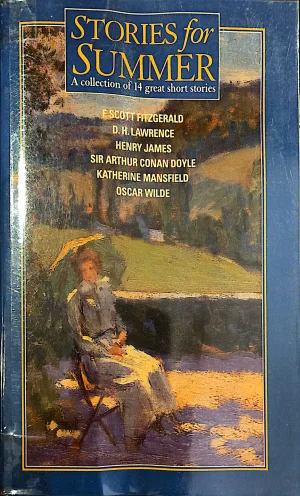 STORIES for
SUMMER
A collection of 14 great short stories
F. SCOTT FITZGERALD
D. H. LAWRENCE
HENRY JAMES
SIR ARTHUR CONAN DOYLE
KATHERINE MANSFIELD
OSCAR WILDE